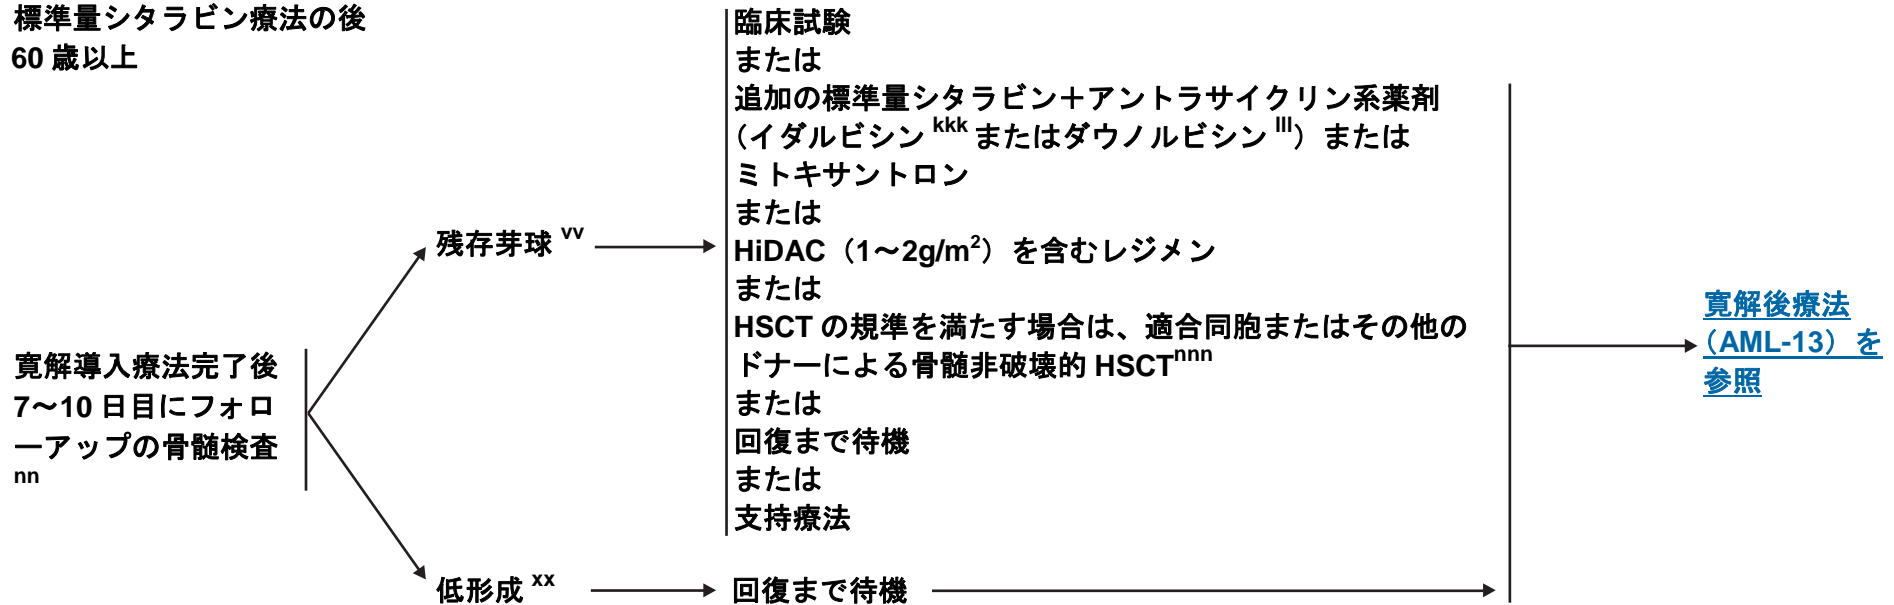 標準量シタラビン療法の後
60 歳以上
寛解導入療法完了後
7～10 日目にフォロ
ーアップの骨髄検査
nn
残存芽球 vv
臨床試験
または
追加の標準量シタラビン＋アントラサイクリン系薬剤
（イダルビシン kkk またはダウノルビシン lll）または
ミトキサントロン
または
HiDAC（1～2g/m2）を含むレジメン
または
HSCT の規準を満たす場合は、適合同胞またはその他の
ドナーによる骨髄非破壊的 HSCTnnn
または
回復まで待機
または
支持療法
低形成 xx
回復まで待機
寛解後療法
（AML-13）を
参照